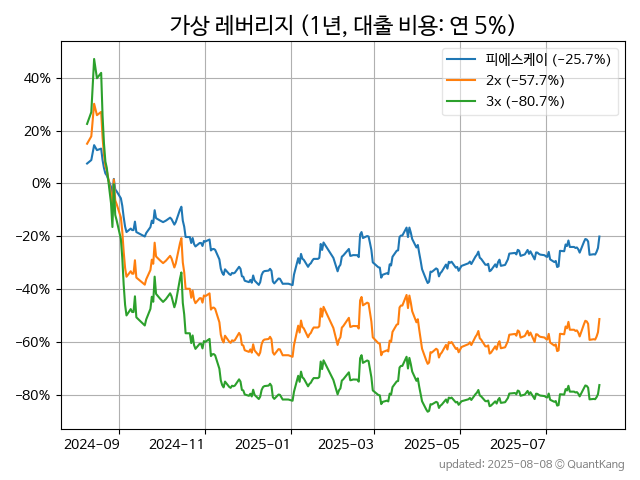 가상 레버리지 (1년, 대출 비용: 연 5%)
피에스케이 (−25.7%)
2x (−57.7%)
3x (−80.7%)
40%
20%
0%
−20%
−40%
−60%
−80%
2024-09 2024-11 2025-01 2025-03 2025-05 2025-07
updated: 2025-08-08 © QuantKang